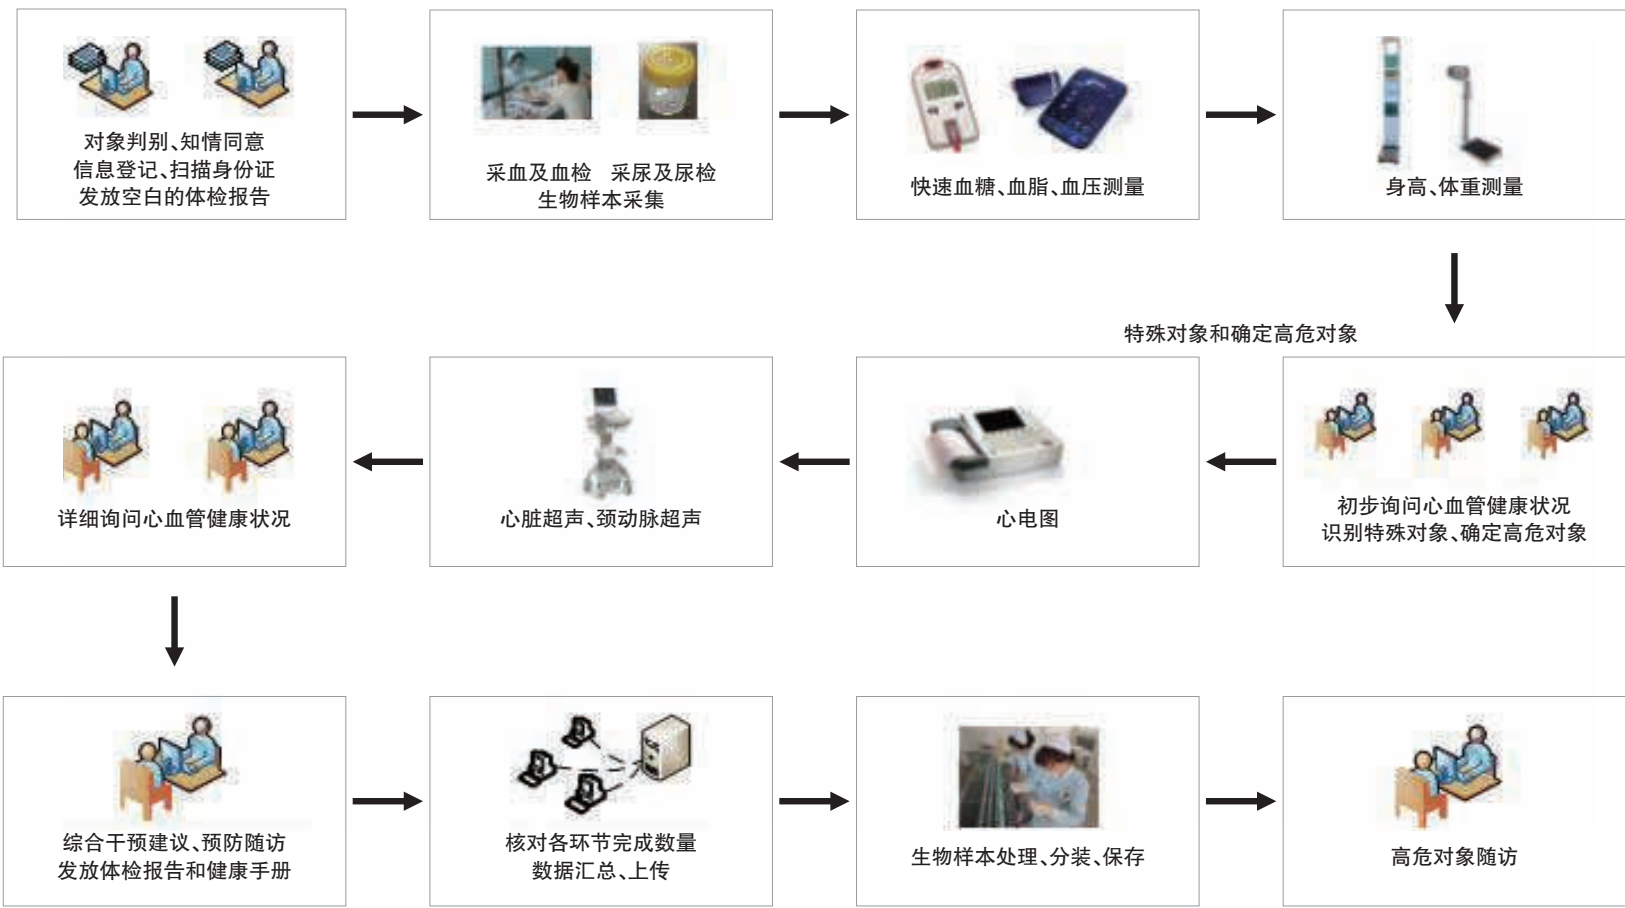 对象判别、知情同意
信息登记、扫描身份证
发放空白的体检报告
采血及血检 采尿及尿检
生物样本采集
快速血糖、血脂、血压测量
身高、体重测量
特殊对象和确定高危对象
初步询问心血管健康状况
识别特殊对象、确定高危对象
心电图
心脏超声、颈动脉超声
详细询问心血管健康状况
综合干预建议、预防随访
发放体检报告和健康手册
核对各环节完成数量
数据汇总、上传
生物样本处理、分装、保存
高危对象随访